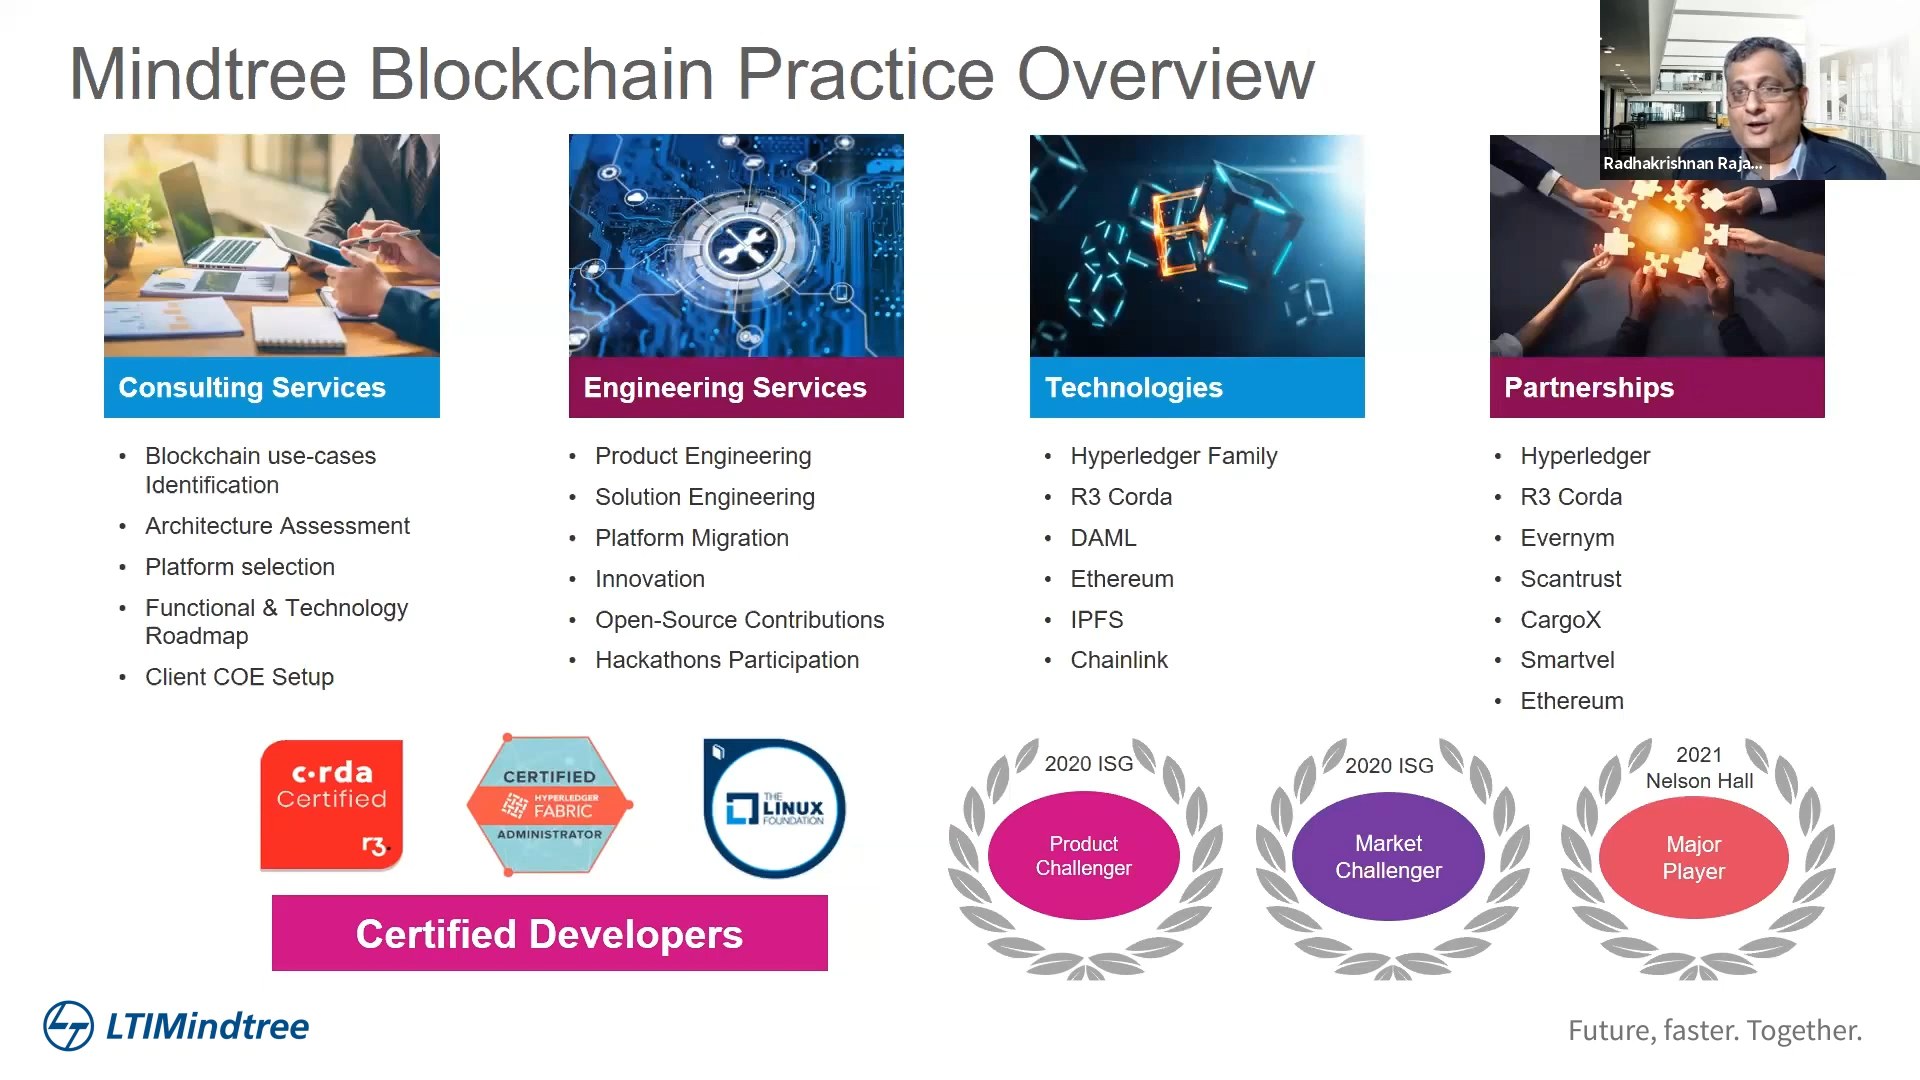 Mindtree Blockchain Practice Overview
Radhakrishnan Raja...
Consulting Services
• Blockchain use-cases
Identification
• Architecture Assessment
• Platform selection
• Functional & Technology
Roadmap
• Client COE Setup
Engineering Services
• Product Engineering
• Solution Engineering
• Platform Migration
• Innovation
• Open-Source Contributions
• Hackathons Participation
Technologies
• Hyperledger Family
• R3 Corda
• DAML
• Ethereum
• IPFS
• Chainlink
Partnerships
• Hyperledger
• R3 Corda
• Evernym
• Scantrust
• CargoX
• Smartvel
• Ethereum
c·rda
Certified
r3.
CERTIFIED
HYPERLEDGER
FABRIC
ADMINISTRATOR
THE
LINUX
FOUNDATION
Certified Developers
2020 ISG
Product
Challenger
2020 ISG
Market
Challenger
2021
Nelson Hall
Major
Player
LTIMindtree
Future, faster. Together.